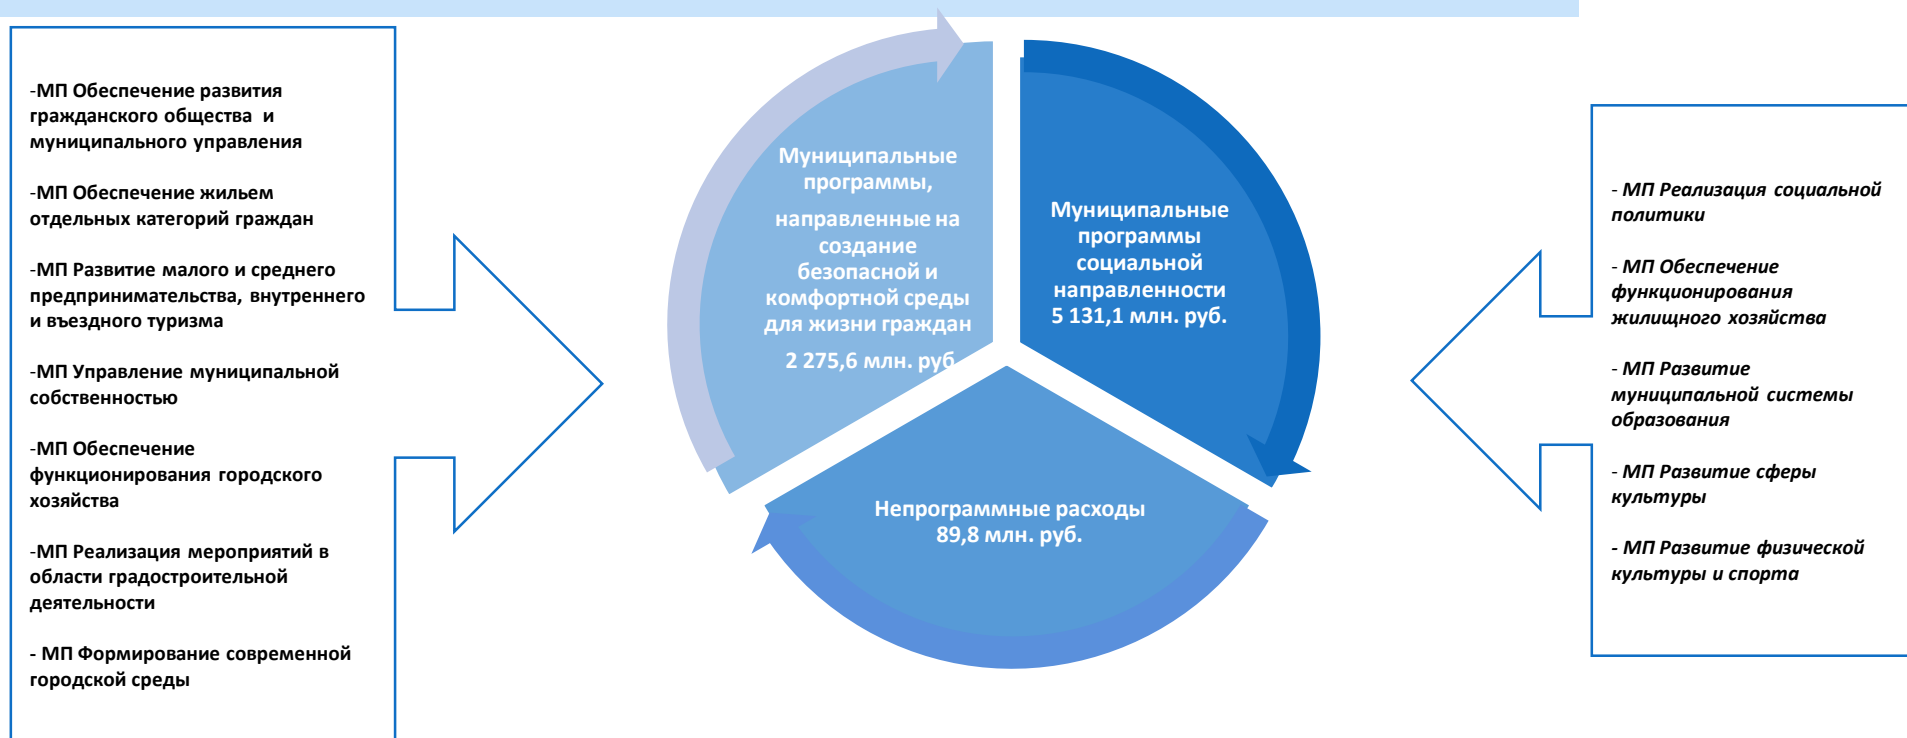 -МП Обеспечение развития
гражданского общества и
муниципального управления
-МП Обеспечение жильем
отдельных категорий граждан
-МП Развитие малого и среднего
предпринимательства, внутреннего
и въездного туризма
-МП Управление муниципальной
собственностью
-МП Обеспечение
функционирования городского
хозяйства
-МП Реализация мероприятий в
области градостроительной
деятельности
- МП Формирование современной
городской среды
Муниципальные
программы,
направленные на
создание
безопасной и
комфортной среды
для жизни граждан
2 275,6 млн. руб
Муниципальные
программы
социальной
направленности
5 131,1 млн. руб.
Непрограммные расходы
89,8 млн. руб.
- МП Реализация социальной
политики
- МП Обеспечение
функционирования
жилищного хозяйства
- МП Развитие
муниципальной системы
образования
- МП Развитие сферы
культуры
- МП Развитие физической
культуры и спорта